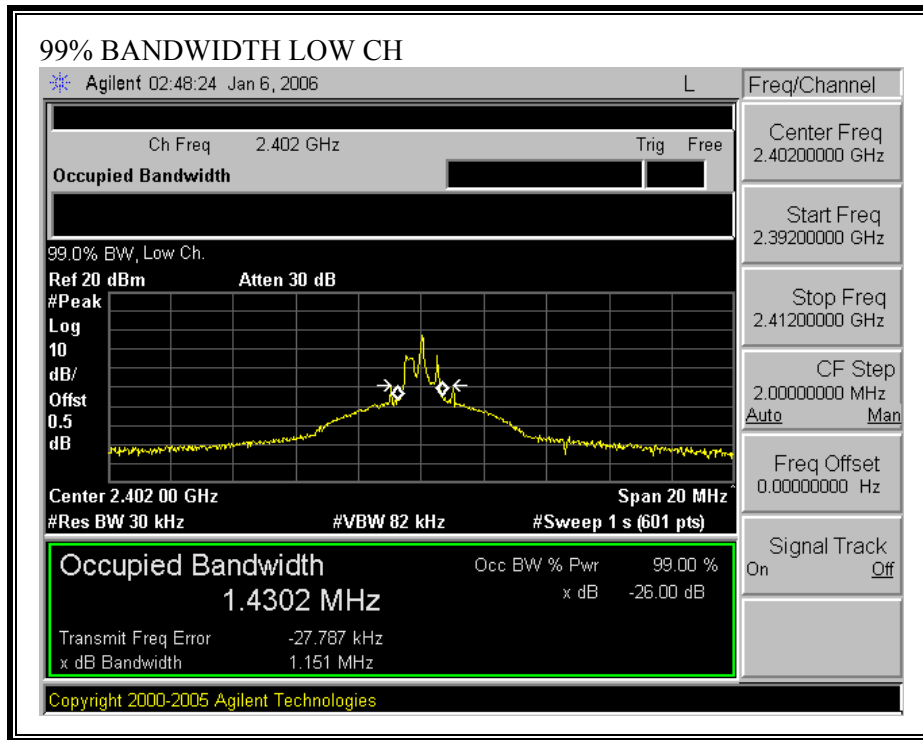 99% BANDWIDTH LOW CH
Agilent 02:48:24 Jan 6, 2006 L
Freq/Channel
Ch Freq 2.402 GHz Trig Free
Occupied Bandwidth
Center Freq
2.40200000 GHz
Start Freq
2.39200000 GHz
99.0% BW, Low Ch.
Ref 20 dBm Atten 30 dB
#Peak
Log
10
dB/
Offst
0.5
dB
Stop Freq
2.41200000 GHz
CF Step
2.00000000 MHz
Auto Man
Freq Offset
0.00000000 Hz
Center 2.402 00 GHz Span 20 MHz
#Res BW 30 kHz #VBW 82 kHz #Sweep 1 s (601 pts)
Signal Track
On Off
Occupied Bandwidth
1.4302 MHz
Occ BW % Pwr 99.00 %
x dB -26.00 dB
Transmit Freq Error -27.787 kHz
x dB Bandwidth 1.151 MHz
Copyright 2000-2005 Agilent Technologies